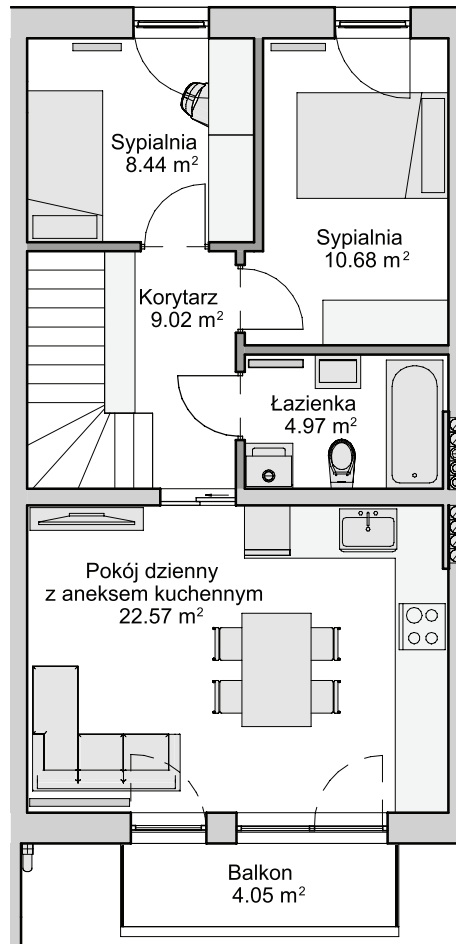 Sypialnia
8.44 m²
Sypialnia
10.68 m²
Korytarz
9.02 m²
Łazienka
4.97 m²
Pokój dzienny
z aneksem kuchennym
22.57 m²
Balkon
4.05 m²